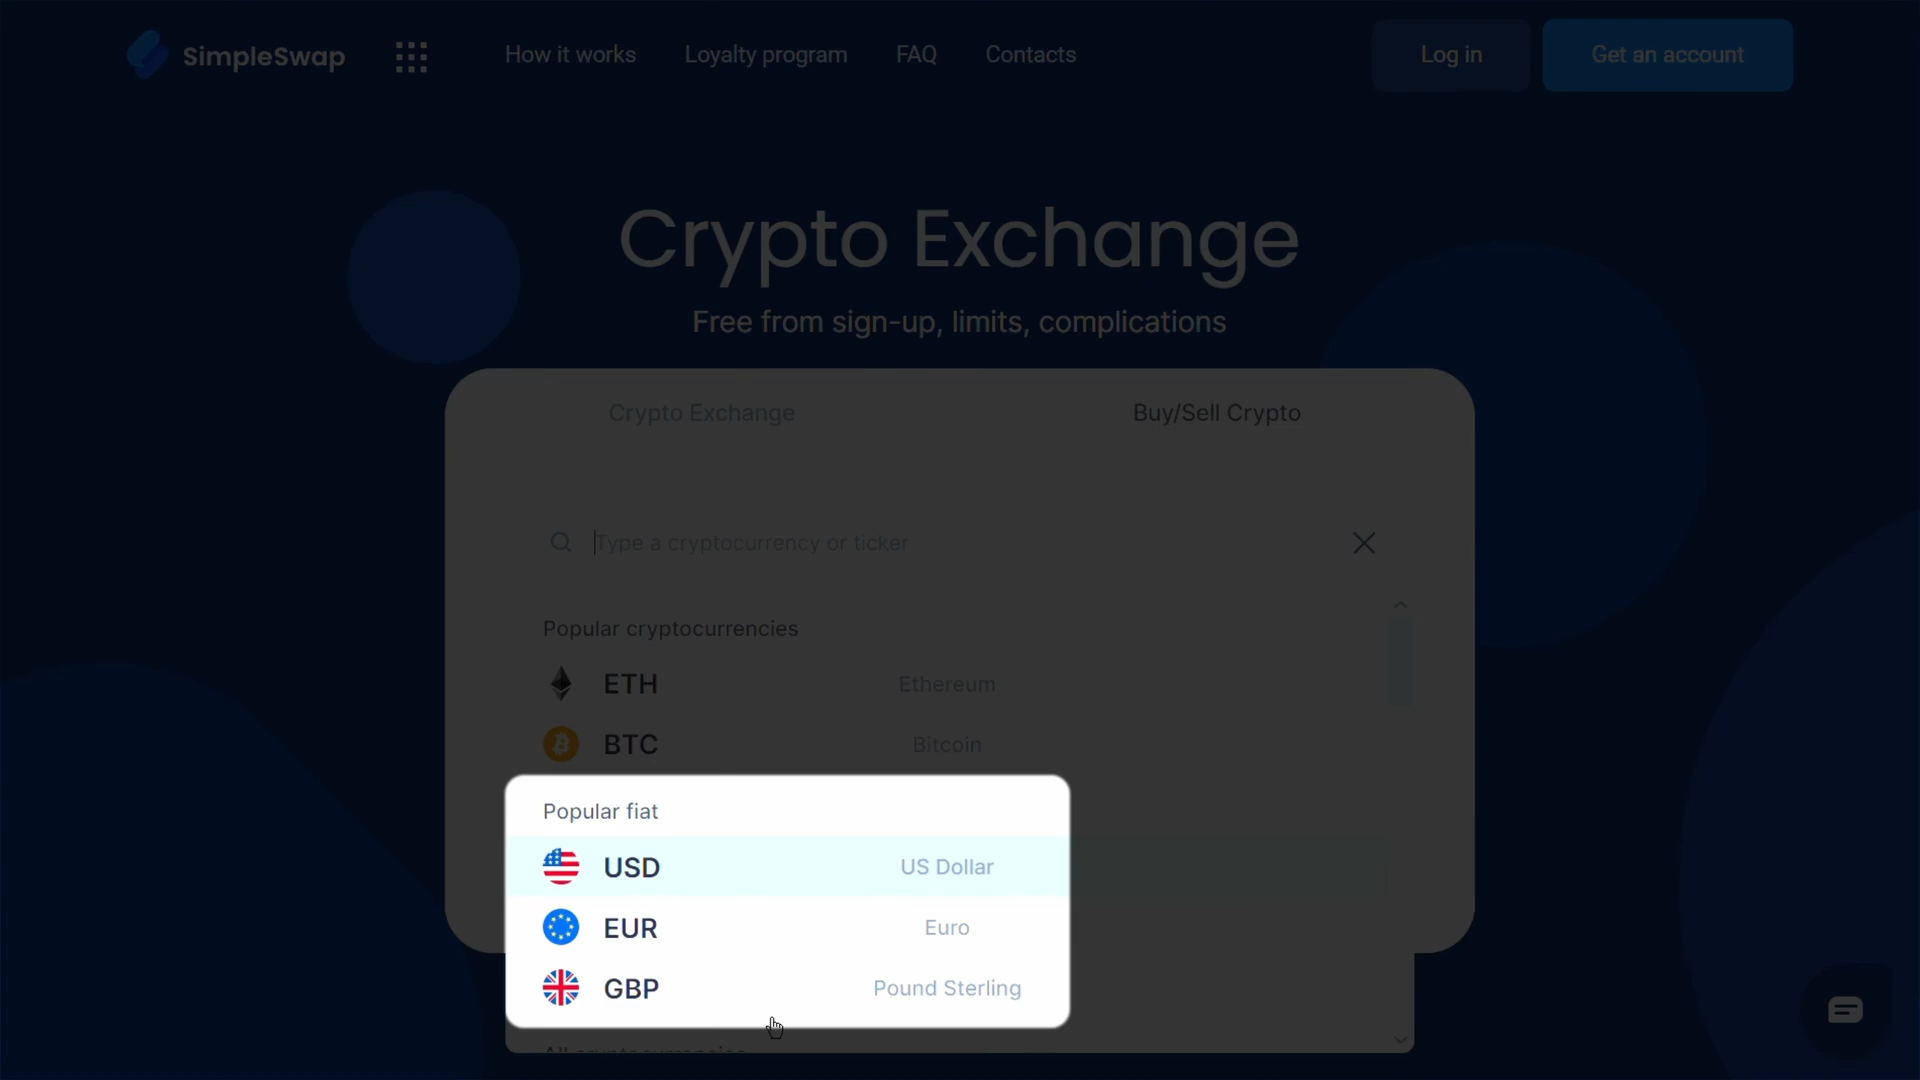 SimpleSwap
How it works
Loyalty program
FAQ
Contacts
Log in
Get an account
Crypto Exchange
Free from sign-up, limits, complications
Crypto Exchange
Buy/Sell Crypto
Type a cryptocurrency or ticker
Popular cryptocurrencies
ETH Ethereum
BTC Bitcoin
Popular fiat
USD US Dollar
EUR Euro
GBP Pound Sterling
All cryptocurrencies